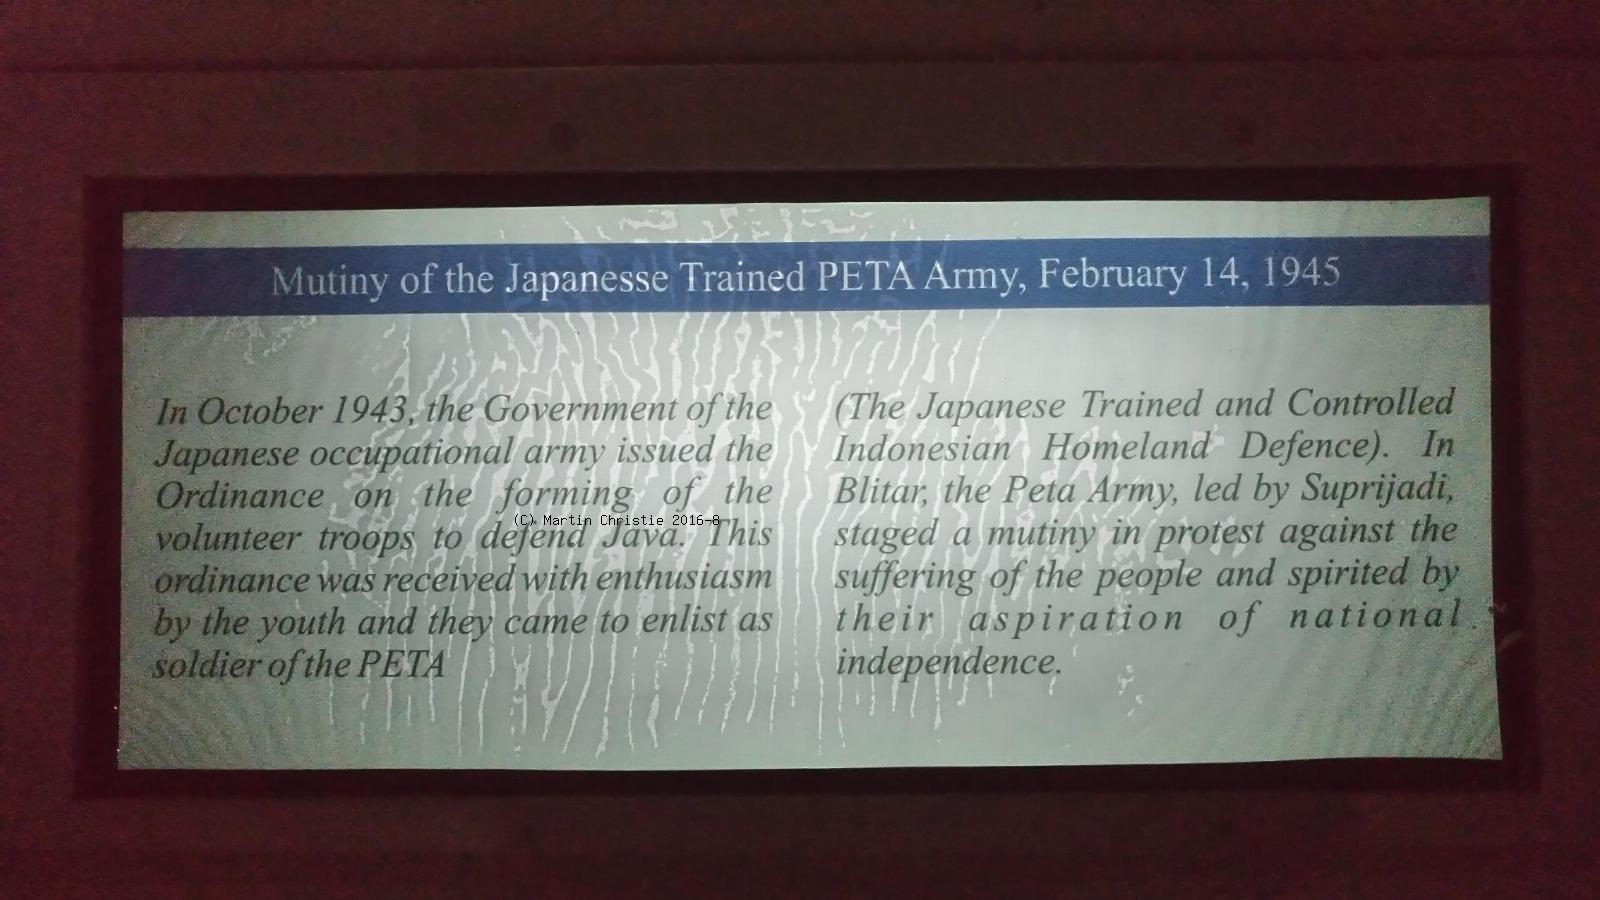 Mutiny of the Japanesse Trained PETA Army, February 14, 1945
In October 1943, the Government of the
Japanese occupational army issued the
Ordinance on the forming of the
volunteer troops to defend Java. This
ordinance was received with enthusiasm
by the youth and they came to enlist as
soldier of the PETA
(The Japanese Trained and Controlled
Indonesian Homeland Defence). In
Blitar, the Peta Army, led by Suprijadi,
staged a mutiny in protest against the
suffering of the people and spirited by
their aspiration of national
independence.
(C) Martin Christie 2016-8